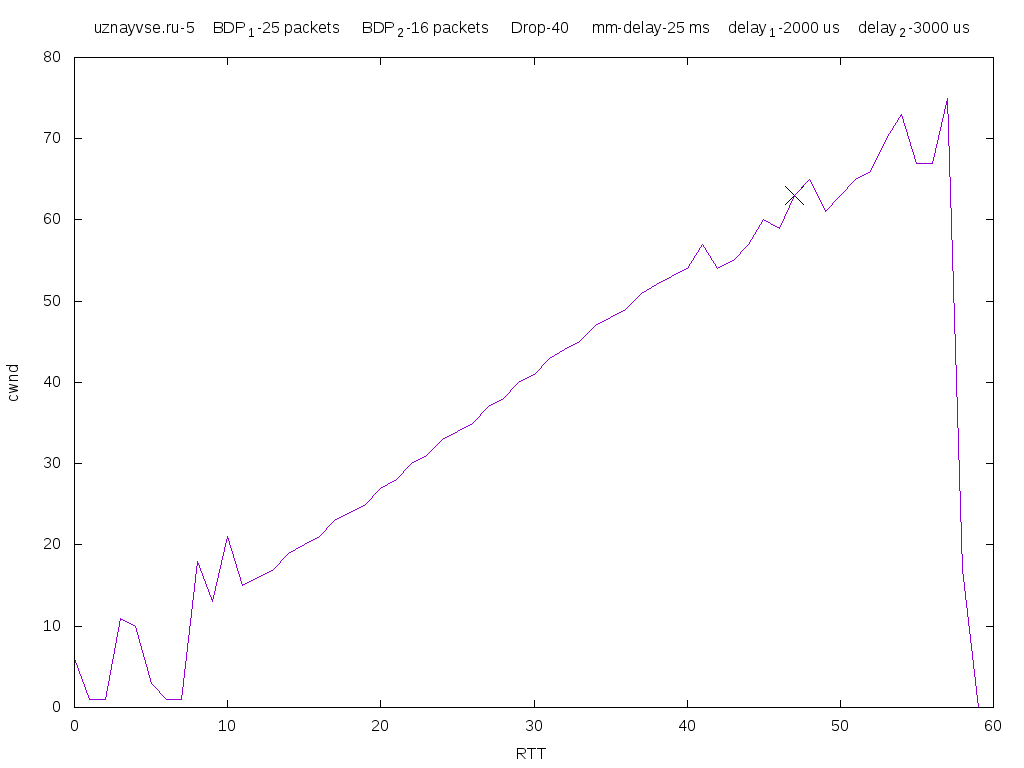 uznayvse.ru-5 BDP1-25 packets BDP2-16 packets Drop-40 mm-delay-25 ms delay1-2000 us delay2-3000 us
80
70
60
50
40
30
20
10
0
cwnd
0 10 20 30 40 50 60
RTT